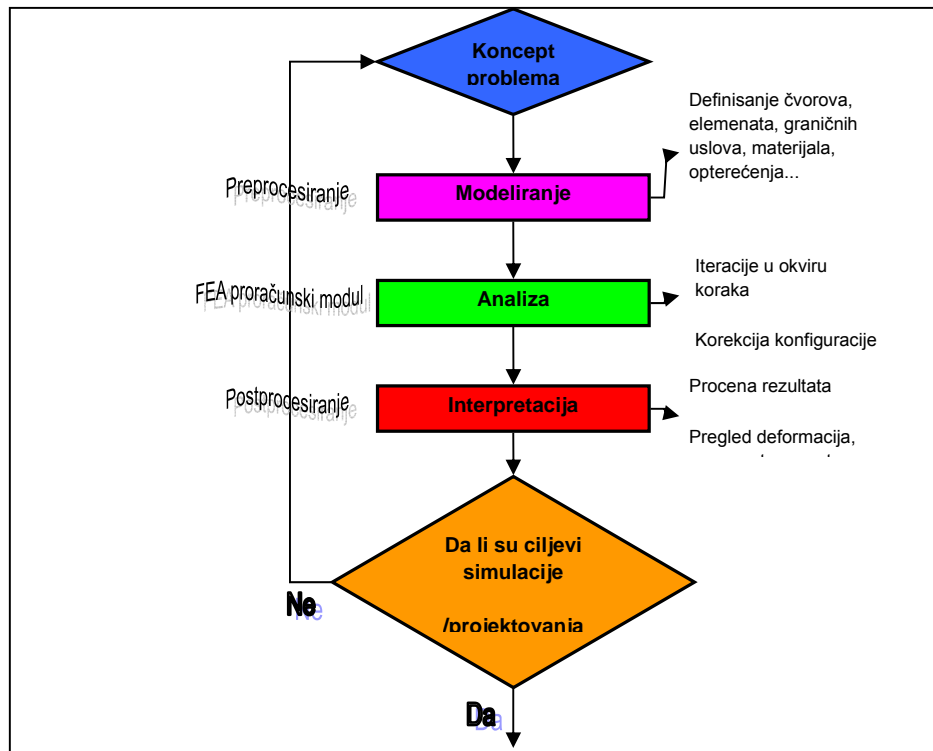 Koncept
problema
Definisanje čvorova,
elemenata, graničnih
uslova, materijala,
opterećenja...
Preprocesiranje
Modeliranje
FEA proračunski modul
Analiza
Iteracije u okviru
koraka
Korekcija konfiguracije
Postprocesiranje
Interpretacija
Procena rezultata
Pregled deformacija,
Da li su ciljevi
simulacije
/projektovanja
Ne
Da